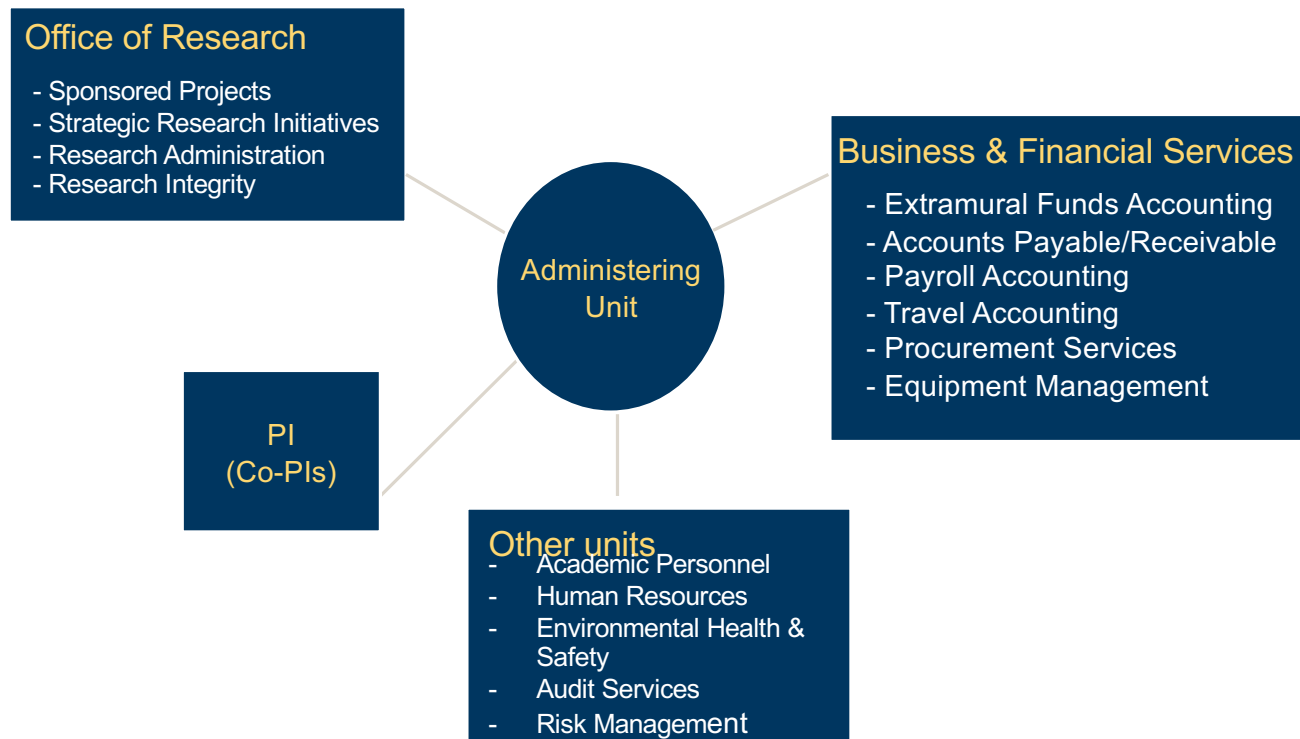 Office of Research
- Sponsored Projects
- Strategic Research Initiatives
- Research Administration
- Research Integrity
Business & Financial Services
- Extramural Funds Accounting
- Accounts Payable/Receivable
- Payroll Accounting
- Travel Accounting
- Procurement Services
- Equipment Management
Administering
Unit
PI
(Co-PIs)
Other units
- Academic Personnel
- Human Resources
- Environmental Health &
Safety
- Audit Services
- Risk Management